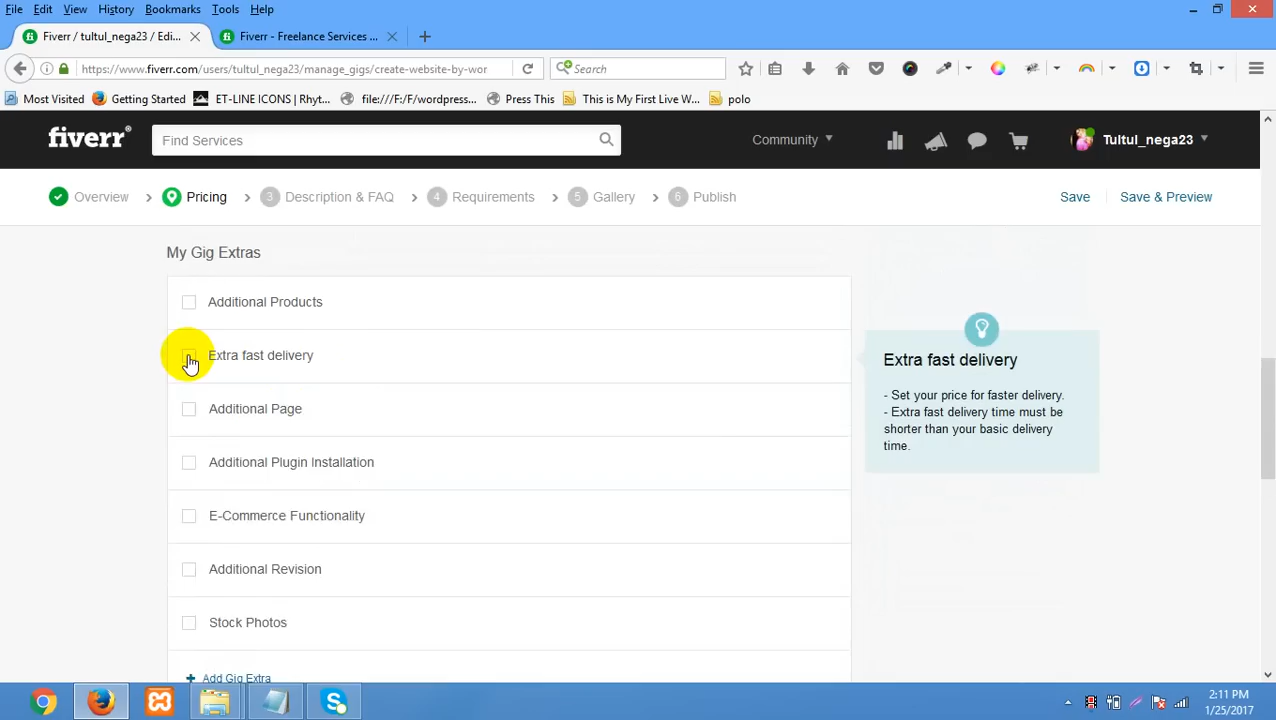 File Edit View History Bookmarks Tools Help
Fiverr / tultul_nega23 / Edi...
Fiverr - Freelance Services ...
https://www.fiverr.com/users/tultul_nega23/manage_gigs/create-website-by-wor
Search
Most Visited Getting Started ET-LINE ICONS | Rhyt... file:///F:/F/wordpress... Press This This is My First Live W... polo
fiverr®
Find Services
Community
Tultul_nega23
Overview Pricing 3 Description & FAQ 4 Requirements 5 Gallery 6 Publish Save Save & Preview
My Gig Extras
Additional Products
Extra fast delivery
Additional Page
Additional Plugin Installation
E-Commerce Functionality
Additional Revision
Stock Photos
+ Add Gig Extra
Extra fast delivery
- Set your price for faster delivery.
- Extra fast delivery time must be
shorter than your basic delivery
time.
2:11 PM
1/25/2017